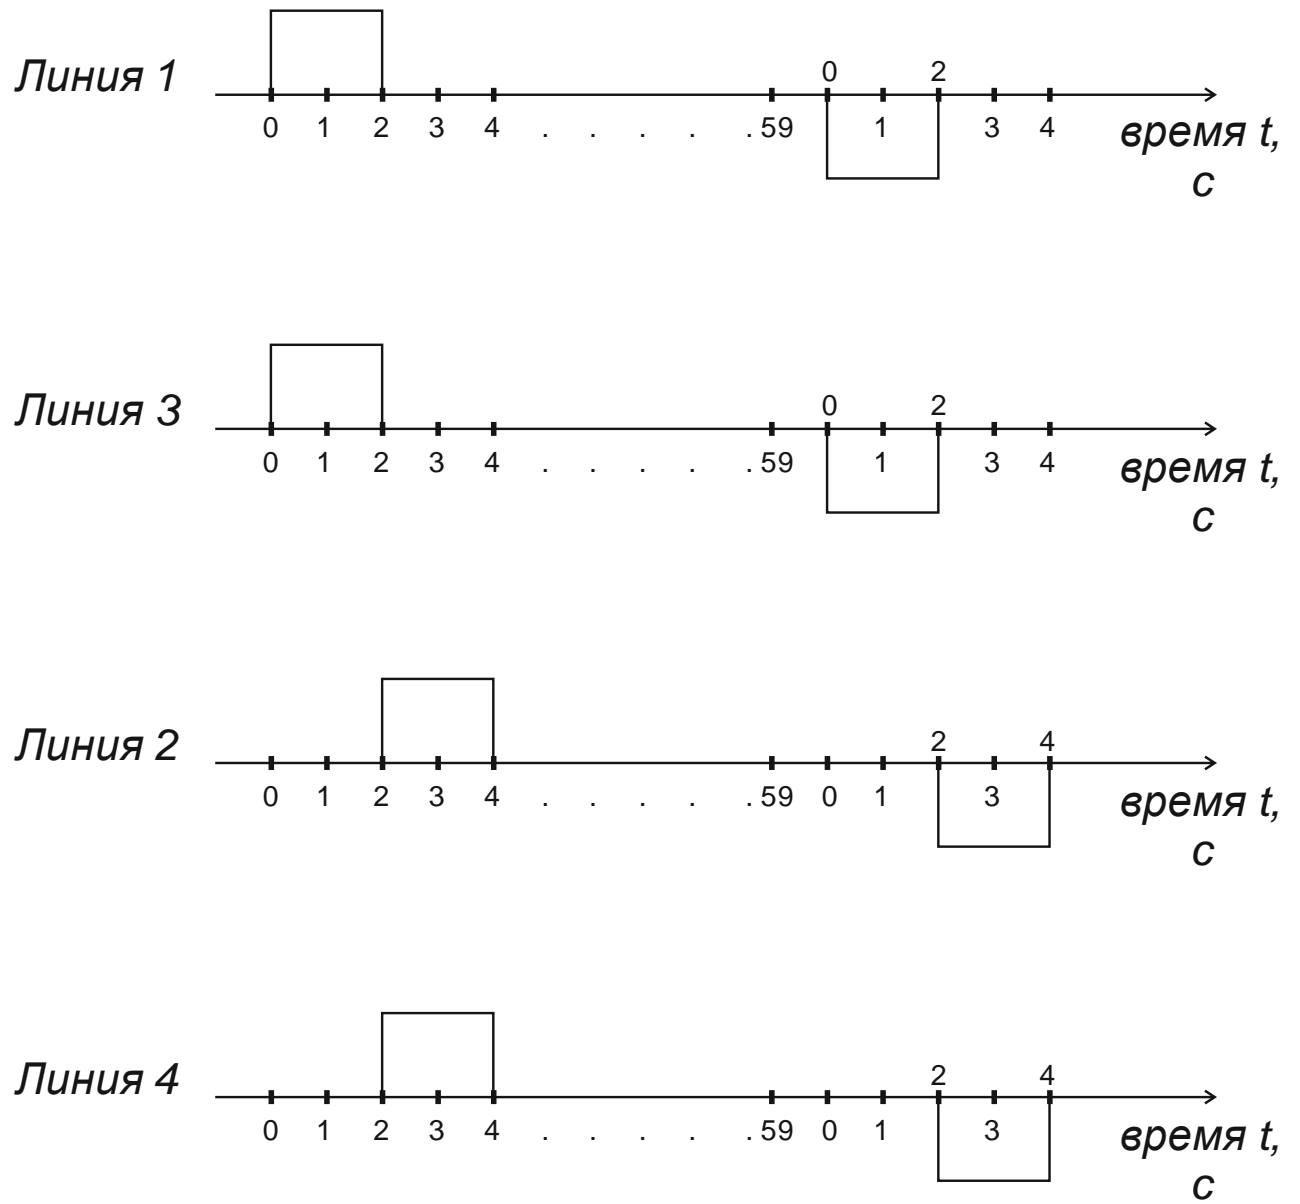 0 2
Линия 1
0 1 2 3 4 . . . . . 59 1 3 4 время t, с
0 2
Линия 3
0 1 2 3 4 . . . . . 59 1 3 4 время t, с
2 4
Линия 2
0 1 2 3 4 . . . . . 59 0 1 3 время t, с
2 4
Линия 4
0 1 2 3 4 . . . . . 59 0 1 3 время t, с